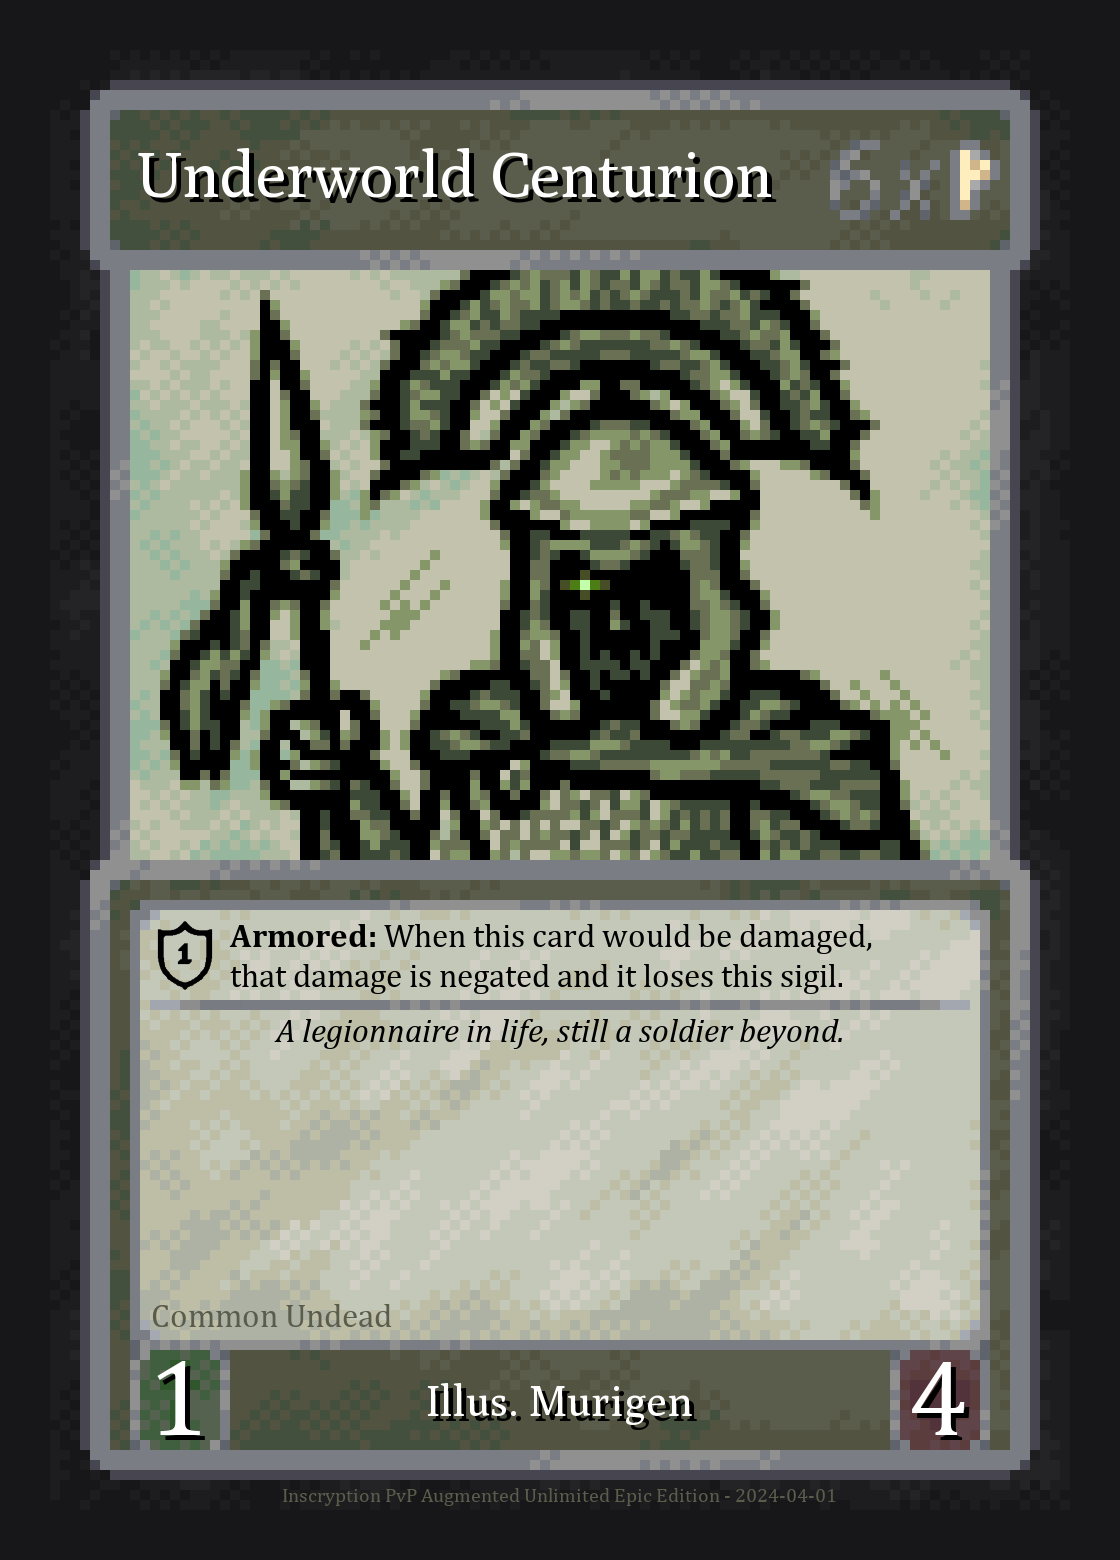 Underworld Centurion 6x
1
Armored: When this card would be damaged,
that damage is negated and it loses this sigil.
A legionnaire in life, still a soldier beyond.
Common Undead
1 Illus. Murigen 4
Inscryption PvP Augmented Unlimited Epic Edition - 2024-04-01